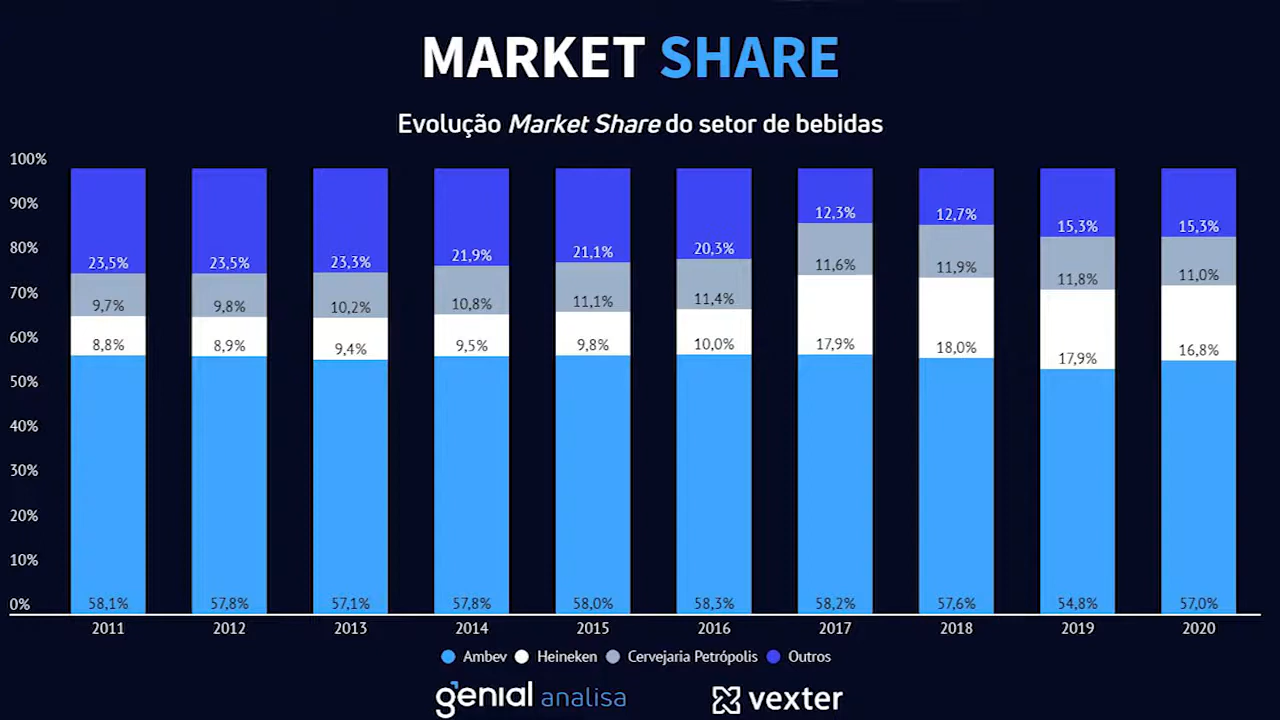 MARKET SHARE
Evolução Market Share do setor de bebidas
100%
90%
80%
70%
60%
50%
40%
30%
20%
10%
0%
23,5% 23,5% 23,3% 21,9% 21,1% 20,3% 12,3% 12,7% 15,3% 15,3%
9,7% 9,8% 10,2% 10,8% 11,1% 11,4% 11,6% 11,9% 11,8% 11,0%
8,8% 8,9% 9,4% 9,5% 9,8% 10,0% 17,9% 18,0% 17,9% 16,8%
58,1% 57,8% 57,1% 57,8% 58,0% 58,3% 58,2% 57,6% 54,8% 57,0%
2011 2012 2013 2014 2015 2016 2017 2018 2019 2020
Ambev Heineken Cervejaria Petrópolis Outros
genial analisa vexter